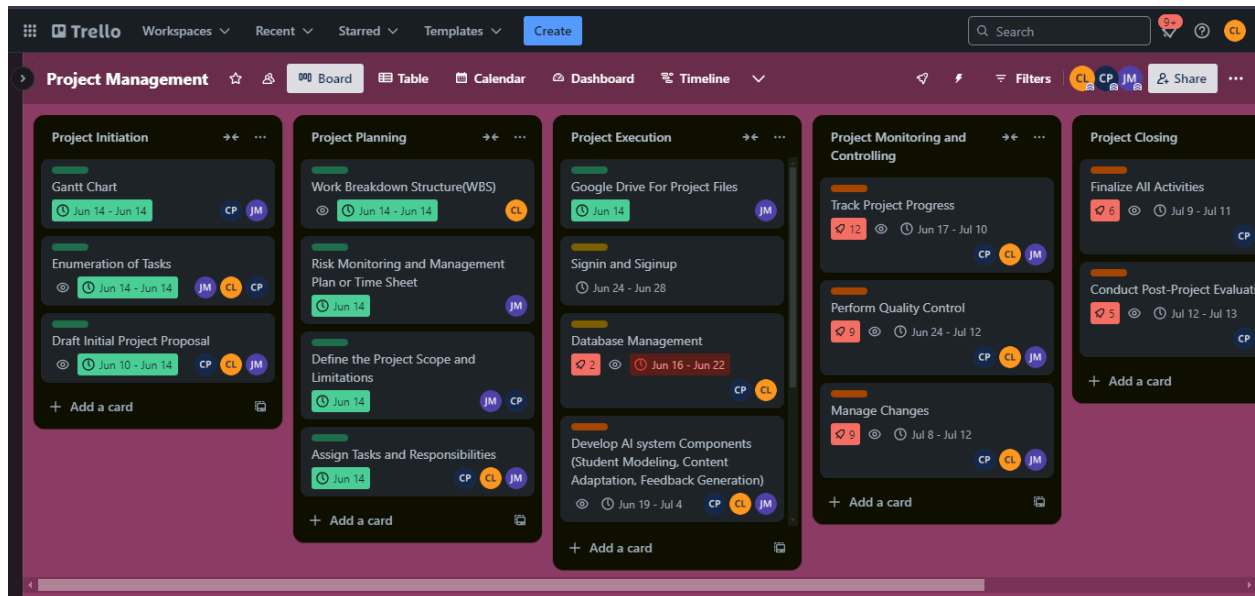 Trello Workspaces Recent Starred Templates Create Search 9+ CL
Project Management Board Table Calendar Dashboard Timeline Filters CL CP JM Share
Project Initiation
Gantt Chart
Jun 14 - Jun 14 CP JM
Enumeration of Tasks
Jun 14 - Jun 14 JM CL CP
Draft Initial Project Proposal
Jun 10 - Jun 14 CP CL JM
+ Add a card
Project Planning
Work Breakdown Structure(WBS)
Jun 14 - Jun 14 CL
Risk Monitoring and Management
Plan or Time Sheet
Jun 14 JM
Define the Project Scope and
Limitations
Jun 14 JM CP
Assign Tasks and Responsibilities
Jun 14 CP CL JM
+ Add a card
Project Execution
Google Drive For Project Files
Jun 14 JM
Signin and Siginup
Jun 24 - Jun 28
Database Management
2 Jun 16 - Jun 22
CP CL
Develop AI system Components
(Student Modeling, Content
Adaptation, Feedback Generation)
Jun 19 - Jul 4 CP CL JM
+ Add a card
Project Monitoring and
Controlling
Track Project Progress
12 Jun 17 - Jul 10
CP CL JM
Perform Quality Control
9 Jun 24 - Jul 12
CP CL JM
Manage Changes
9 Jul 8 - Jul 12
CP CL JM
+ Add a card
Project Closing
Finalize All Activities
6 Jul 9 - Jul 11
CP
Conduct Post-Project Evaluati
5 Jul 12 - Jul 13
CP
+ Add a card